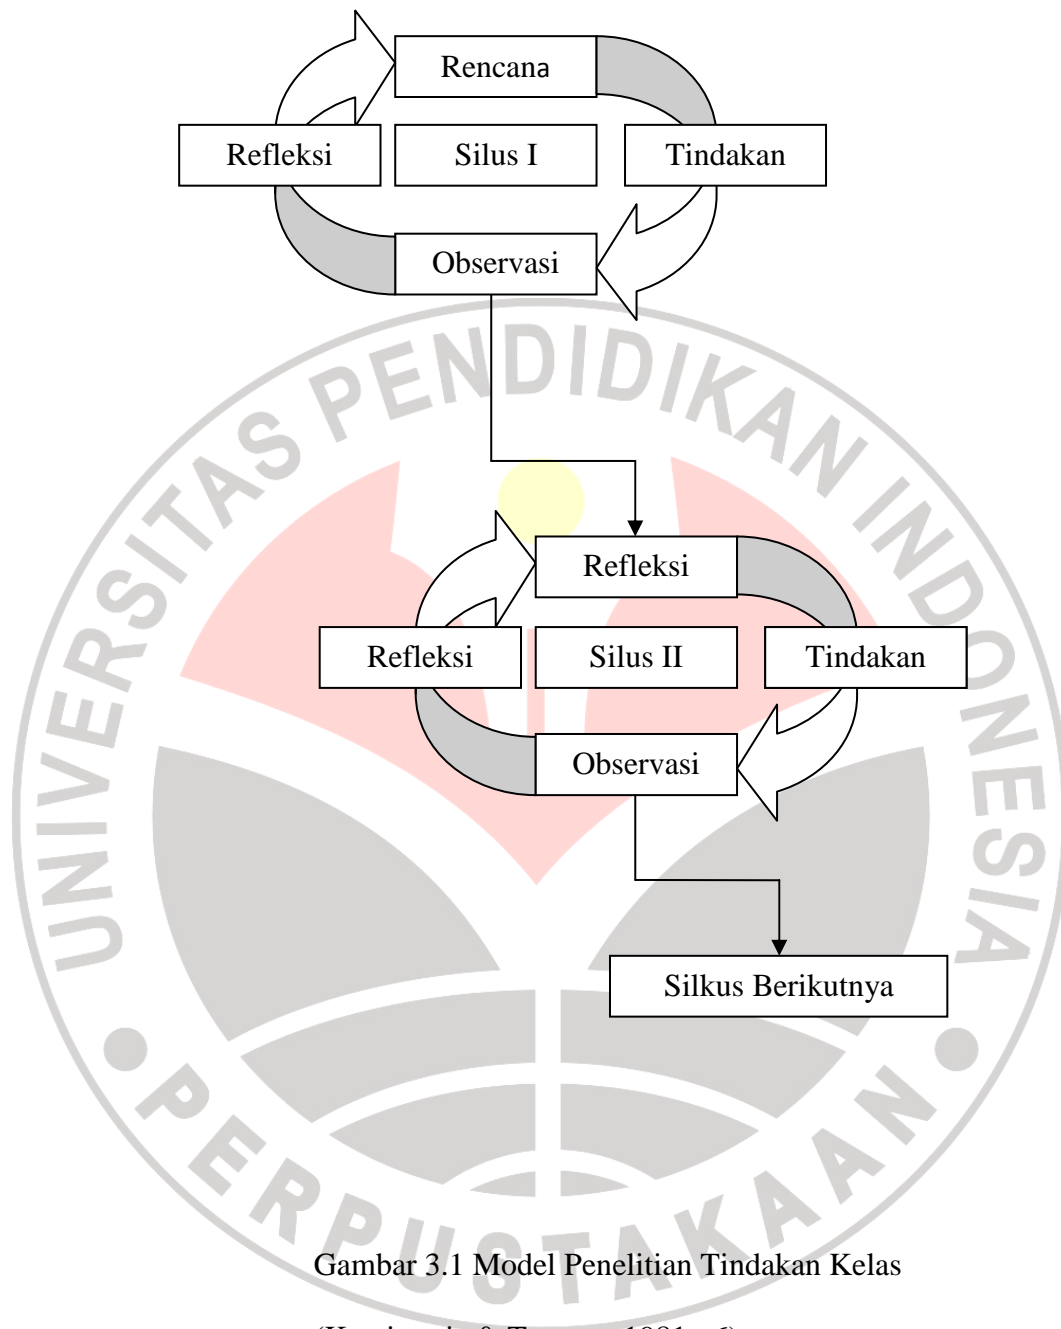 Rencana
Refleksi
Silus I
Tindakan
Observasi
Refleksi
Refleksi
Silus II
Tindakan
Observasi
Silkus Berikutnya
UNIVERSITAS PENDIDIKAN INDONESIA
PERPUSTAKAAN
Gambar 3.1 Model Penelitian Tindakan Kelas